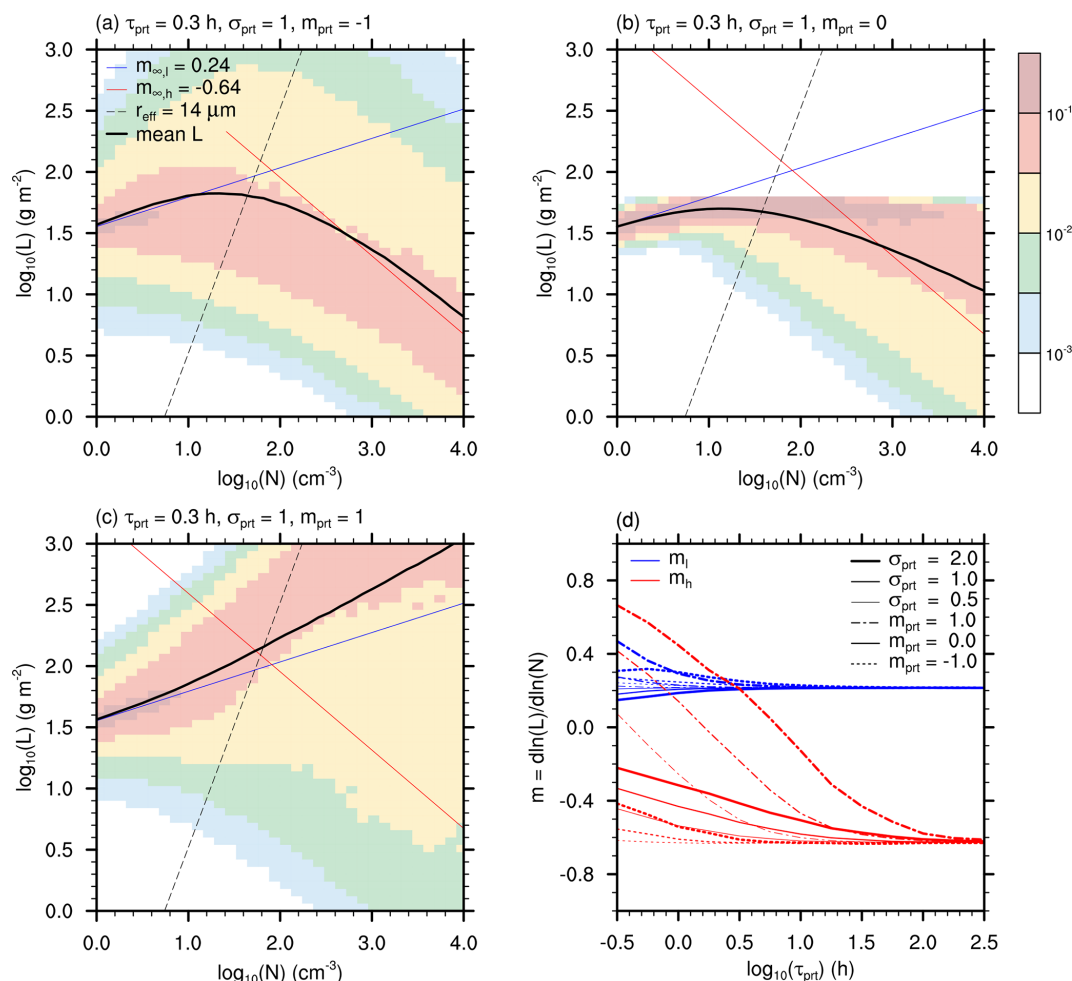 (a) τprt = 0.3 h, σprt = 1, mprt = -1
3.0
2.5
2.0
1.5
1.0
0.5
0.0
log10(L) (g m-2)
m∞,l = 0.24
m∞,h = -0.64
reff = 14 μm
mean L
0.0 1.0 2.0 3.0 4.0
log10(N) (cm-3)
(b) τprt = 0.3 h, σprt = 1, mprt = 0
3.0
2.5
2.0
1.5
1.0
0.5
0.0
log10(L) (g m-2)
0.0 1.0 2.0 3.0 4.0
log10(N) (cm-3)
10-1
10-2
10-3
(c) τprt = 0.3 h, σprt = 1, mprt = 1
3.0
2.5
2.0
1.5
1.0
0.5
0.0
log10(L) (g m-2)
0.0 1.0 2.0 3.0 4.0
log10(N) (cm-3)
(d)
0.8
0.4
0.0
-0.4
-0.8
m = dln(L)/dln(N)
ml
mh
σprt = 2.0
σprt = 1.0
σprt = 0.5
mprt = 1.0
mprt = 0.0
mprt = -1.0
-0.5 0.0 0.5 1.0 1.5 2.0 2.5
log10(τprt) (h)